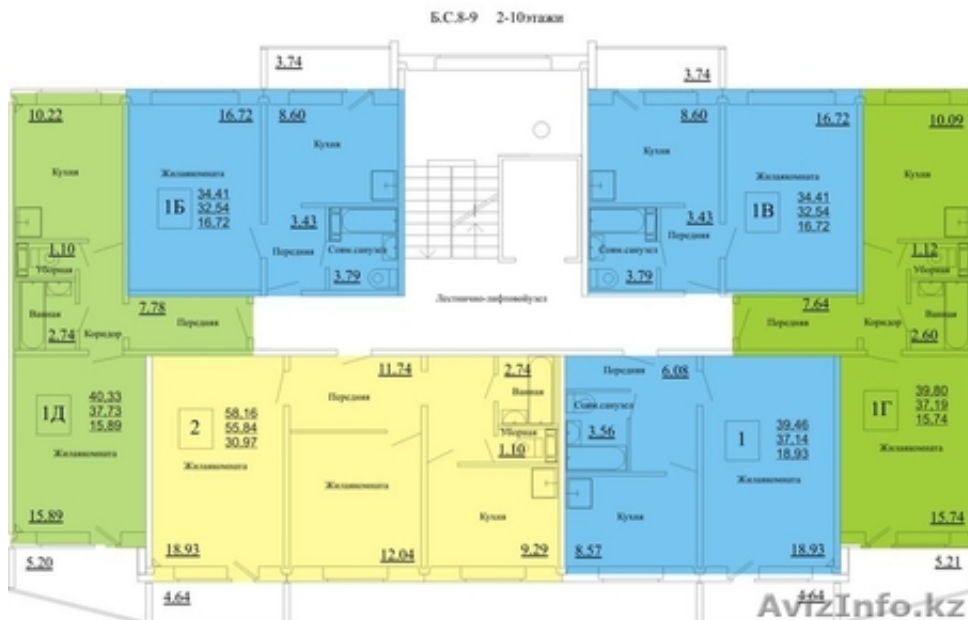 Б.С.8-9 2-10этажи
3.74
3.74
10.22
16.72
8.60
8.60
16.72
10.09
Кухня
Жилаякомната
Кухня
Кухня
Жилаякомната
Кухня
1Б
34.41
32.54
16.72
1В
34.41
32.54
16.72
3.43
Передняя
Совм.санузел
3.79
3.43
Передняя
Совм.санузел
3.79
1.10
Уборная
1.12
Уборная
Лестнично-лифтовойузел
Ванная
2.74
Коридор
7.78
Передняя
7.64
Передняя
Коридор
Ванная
2.60
1Д
40.33
37.73
15.89
Жилаякомната
15.89
5.20
2
58.16
55.84
30.97
Жилаякомната
18.93
4.64
11.74
Передняя
Жилаякомната
12.04
2.74
Ванная
Уборная
1.10
Кухня
9.29
Передняя
6.08
Совм.санузел
3.56
Кухня
8.57
1
39.46
37.14
18.93
Жилаякомната
18.93
4.64
1Г
39.80
37.19
15.74
Жилаякомната
15.74
5.21
AvizInfo.kz